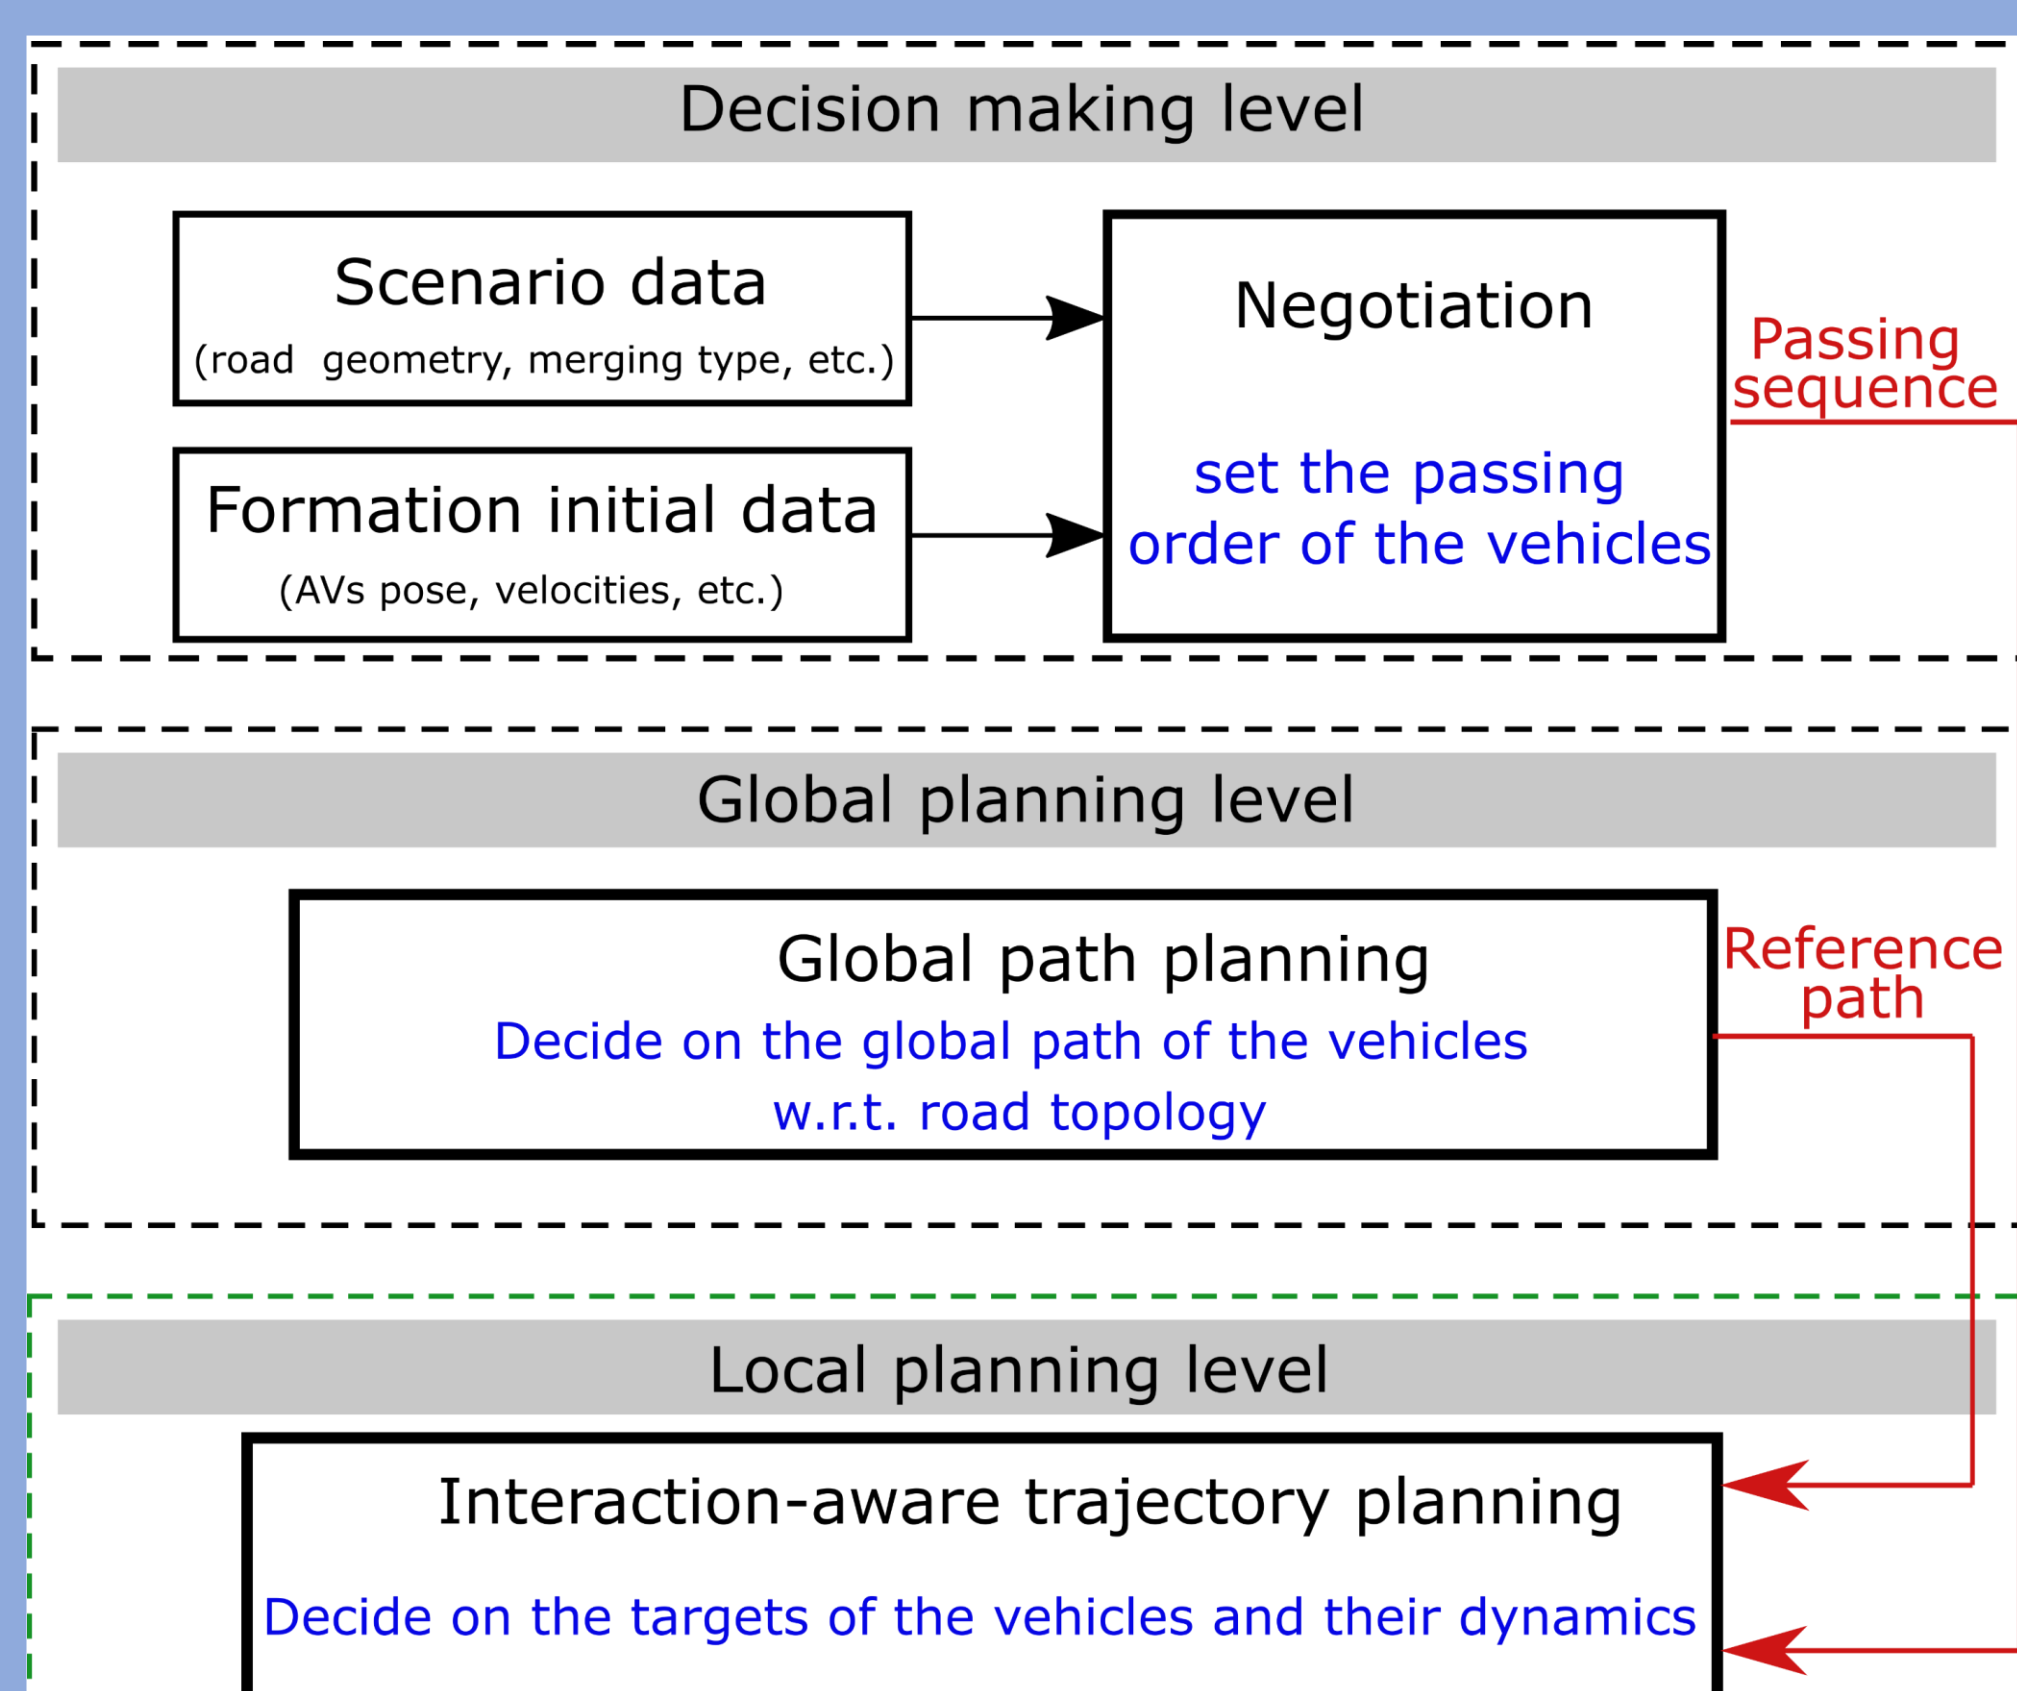 Decision making level
Scenario data
(road geometry, merging type, etc.)
Formation initial data
(AVs pose, velocities, etc.)
Negotiation
set the passing
order of the vehicles
Passing
sequence
Global planning level
Global path planning
Decide on the global path of the vehicles
w.r.t. road topology
Reference
path
Local planning level
Interaction-aware trajectory planning
Decide on the targets of the vehicles and their dynamics